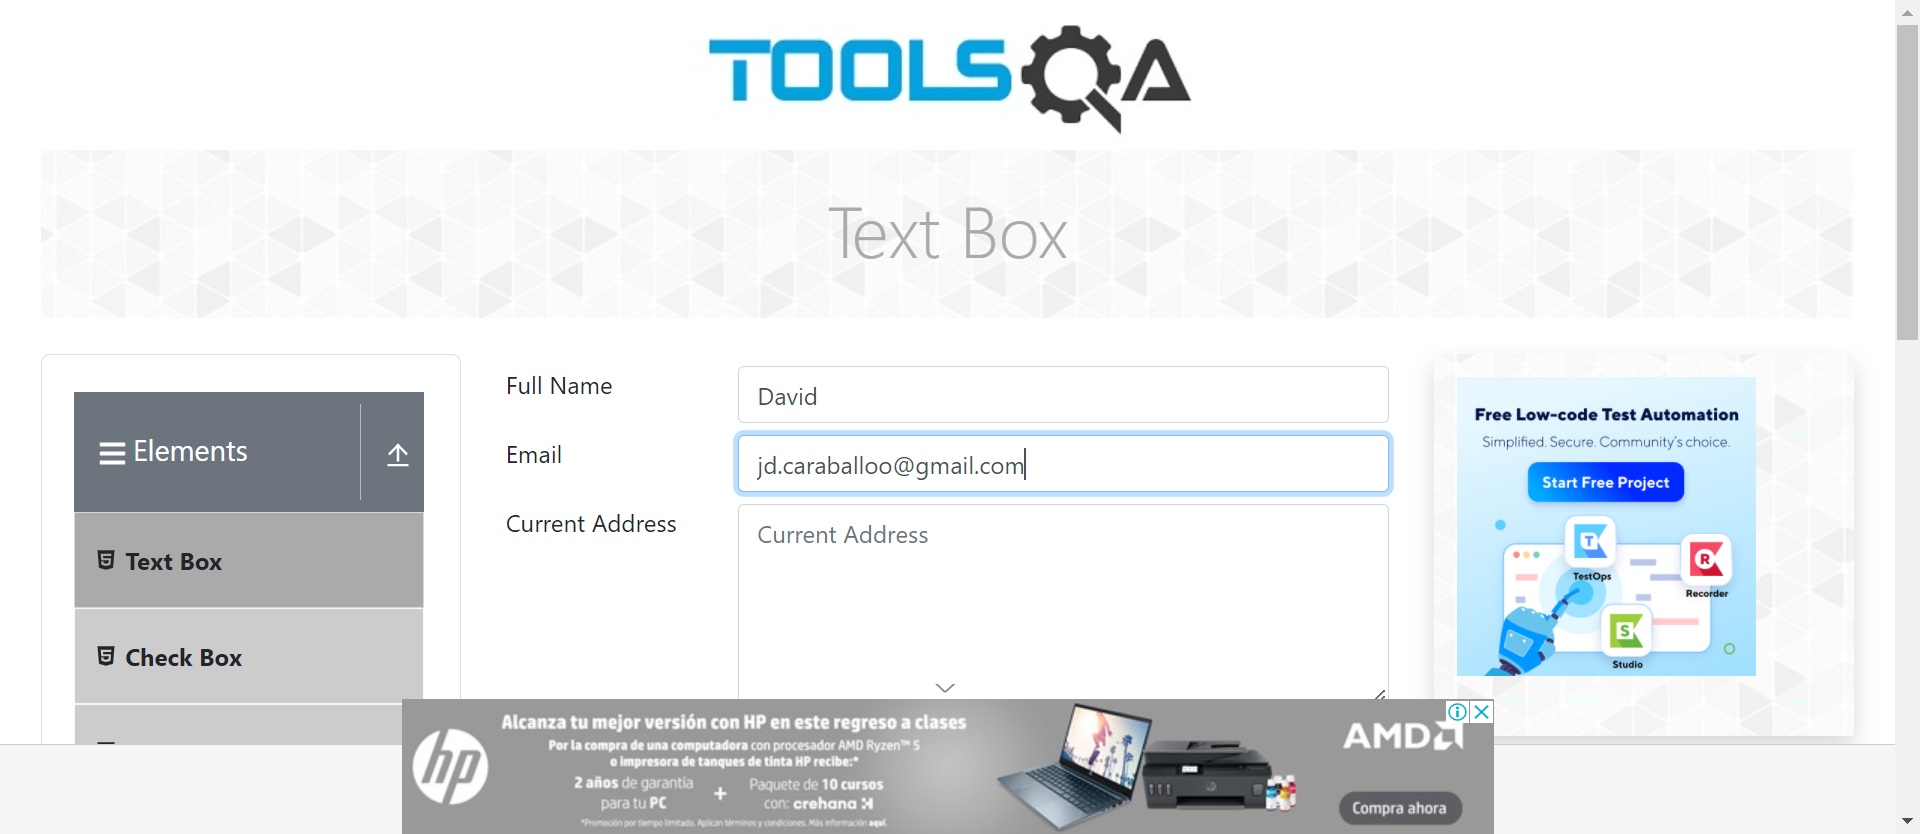 TOOLSQA
Text Box
Elements
Text Box
Check Box
Full Name
David
Email
jd.caraballoo@gmail.com
Current Address
Current Address
Free Low-code Test Automation
Simplified. Secure. Community's choice.
Start Free Project
TestOps
Recorder
Studio
hp
Alcanza tu mejor versión con HP en este regreso a clases
Por la compra de una computadora con procesador AMD Ryzen™ 5
o impresora de tanques de tinta HP recibe:*
2 años de garantía
para tu PC
+
Paquete de 10 cursos
con: crehana
*Promoción por tiempo limitado. Aplican términos y condiciones. Más información aquí.
AMD
Compra ahora